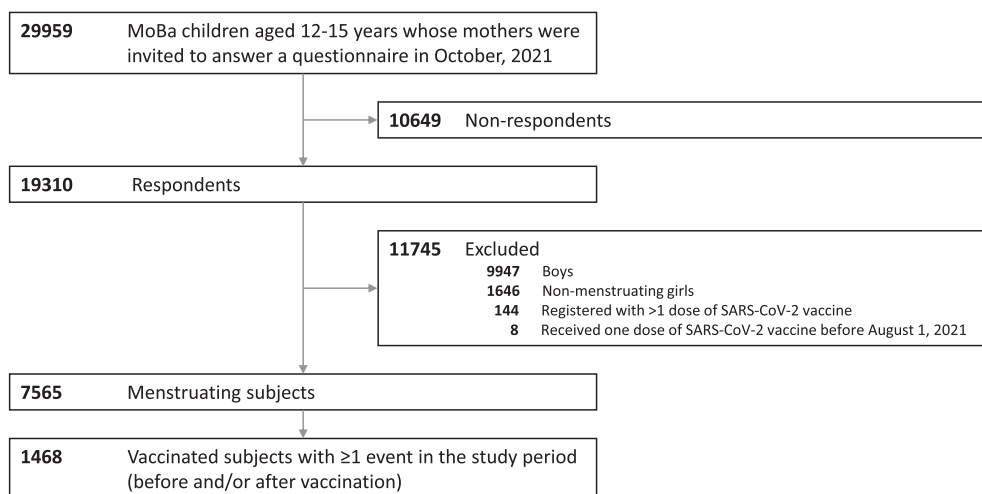 29959 MoBa children aged 12-15 years whose mothers were
invited to answer a questionnaire in October, 2021
10649 Non-respondents
19310 Respondents
11745 Excluded
9947 Boys
1646 Non-menstruating girls
144 Registered with >1 dose of SARS-CoV-2 vaccine
8 Received one dose of SARS-CoV-2 vaccine before August 1, 2021
7565 Menstruating subjects
1468 Vaccinated subjects with ≥1 event in the study period
(before and/or after vaccination)